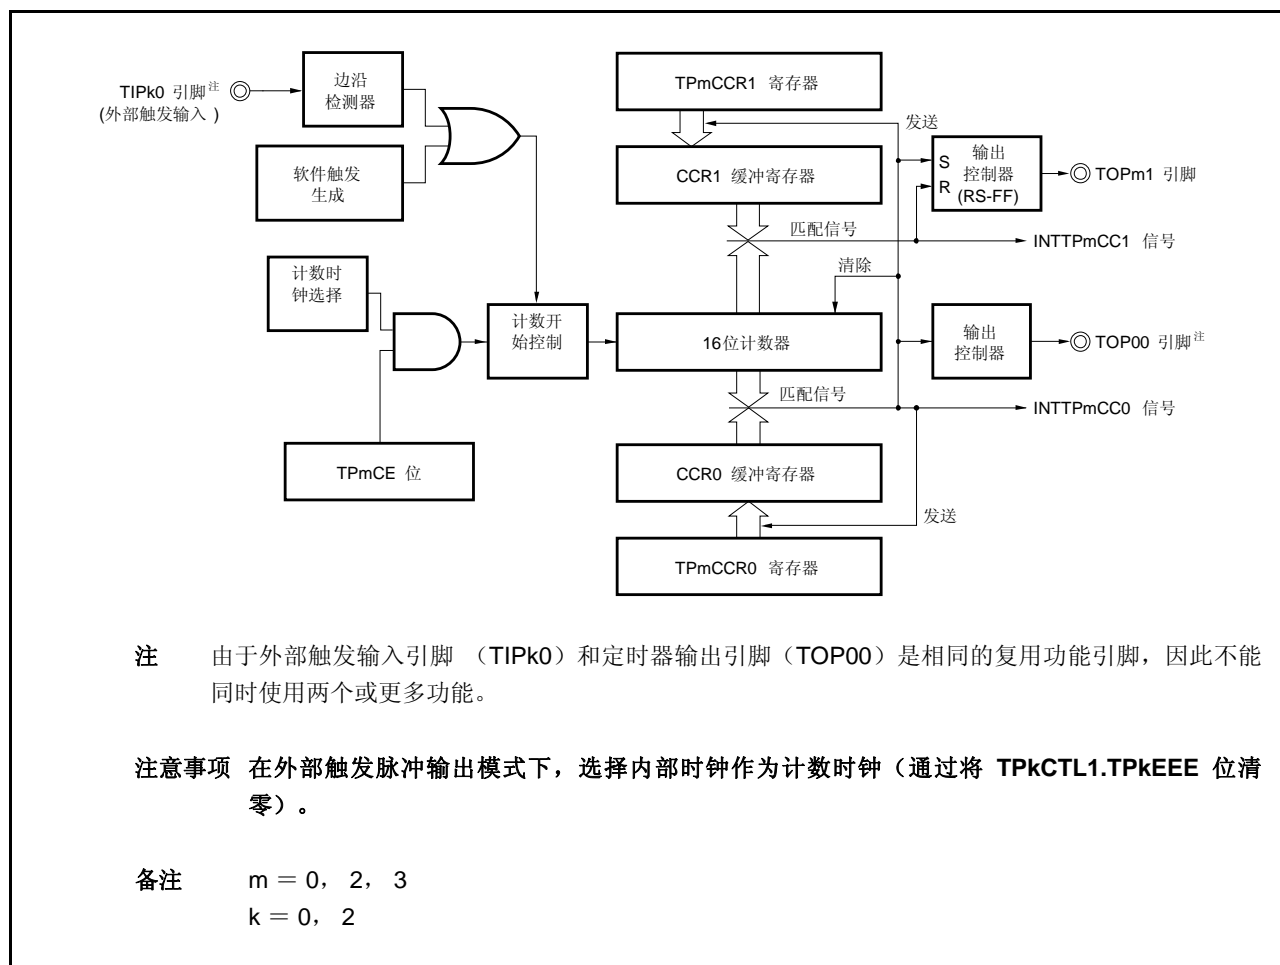 TIPk0 引脚注
(外部触发输入 )
边沿
检测器
软件触发
生成
计数时
钟选择
TPmCE 位
计数开
始控制
TPmCCR1 寄存器
发送
CCR1 缓冲寄存器
匹配信号
清除
16位计数器
匹配信号
CCR0 缓冲寄存器
发送
TPmCCR0 寄存器
S
R
输出
控制器
(RS-FF)
TOPm1 引脚
INTTPmCC1 信号
输出
控制器
TOP00 引脚注
INTTPmCC0 信号
注 由于外部触发输入引脚 （TIPk0）和定时器输出引脚（TOP00）是相同的复用功能引脚，因此不能
同时使用两个或更多功能。
注意事项 在外部触发脉冲输出模式下，选择内部时钟作为计数时钟（通过将 TPkCTL1.TPkEEE 位清
零）。
备注 m ＝ 0， 2， 3
k ＝ 0， 2